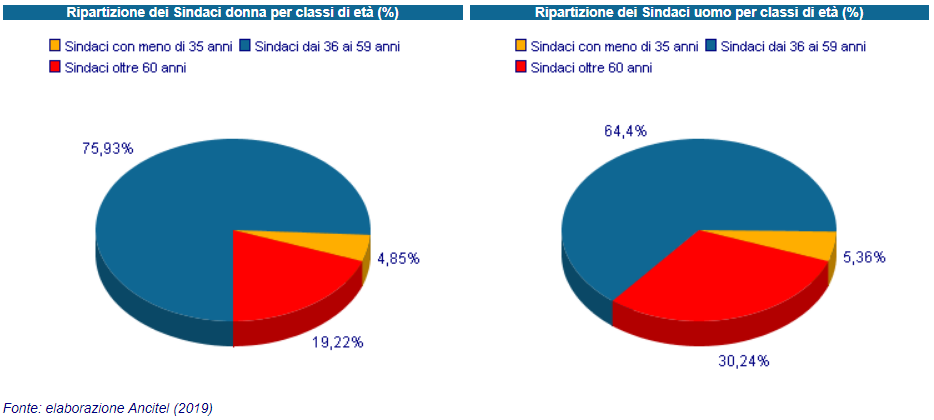 Ripartizione dei Sindaci donna per classi di età (%)
Sindaci con meno di 35 anni Sindaci dai 36 ai 59 anni
Sindaci oltre 60 anni
75,93%
4,85%
19,22%
Ripartizione dei Sindaci uomo per classi di età (%)
Sindaci con meno di 35 anni Sindaci dai 36 ai 59 anni
Sindaci oltre 60 anni
64,4%
5,36%
30,24%
Fonte: elaborazione Ancitel (2019)